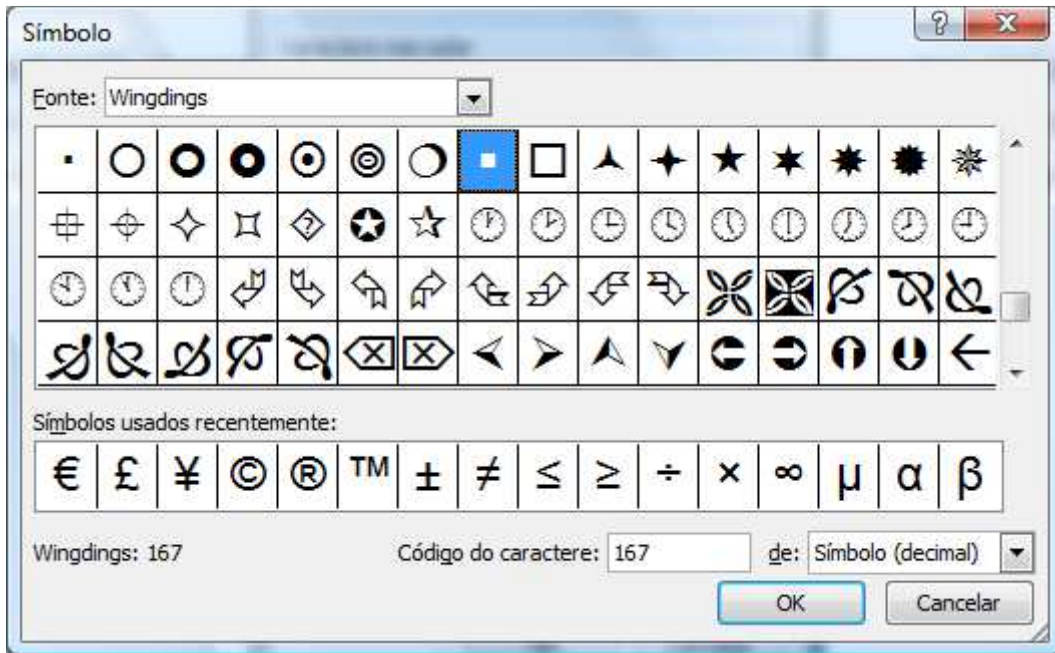 Símbolo
Fonte: Wingdings
Símbolos usados recentemente:
€ £ ¥ © ® ™ ± ≠ ≤ ≥ ÷ × ∞ µ α β
Wingdings: 167 Código do caractere: 167 de: Símbolo (decimal)
OK Cancelar